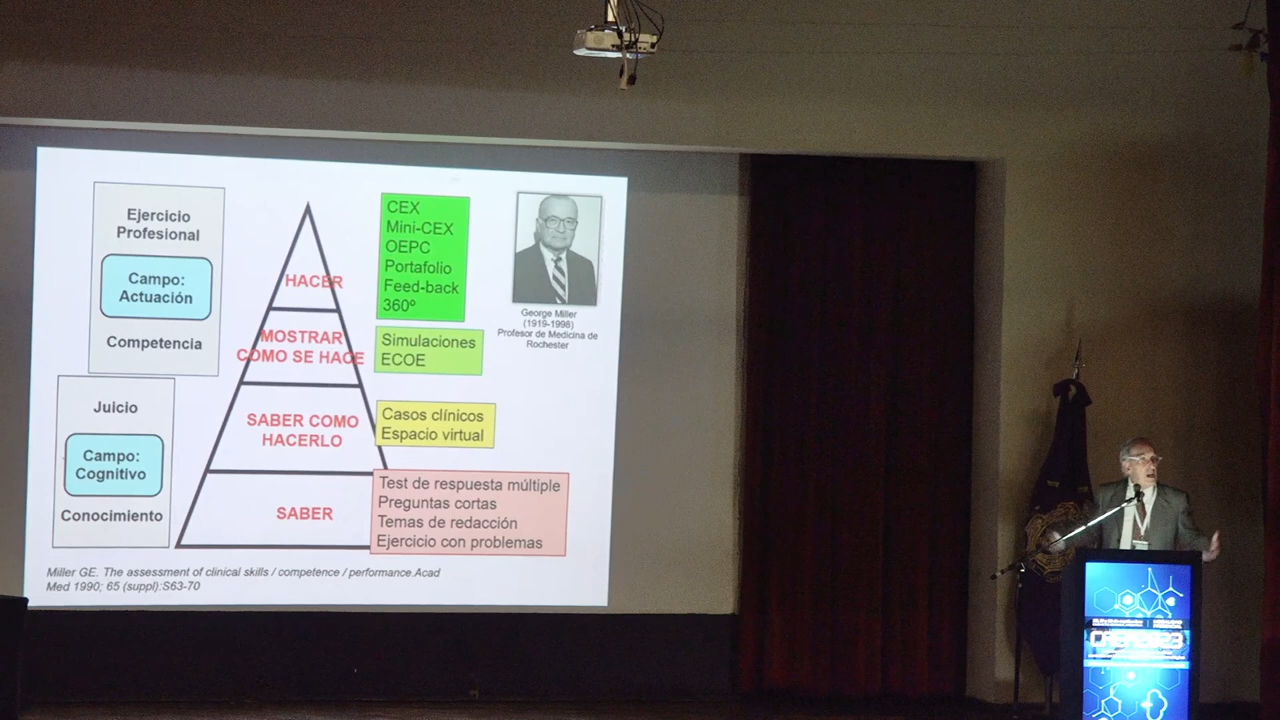 Ejercicio
Profesional
Campo:
Actuación
Competencia
Juicio
Campo:
Cognitivo
Conocimiento
HACER
MOSTRAR
COMO SE HACE
SABER COMO
HACERLO
SABER
CEX
Mini-CEX
OEPC
Portafolio
Feed-back
360º
Simulaciones
ECOE
Casos clínicos
Espacio virtual
Test de respuesta múltiple
Preguntas cortas
Temas de redacción
Ejercicio con problemas
George Miller
(1919-1998)
Profesor de Medicina de
Rochester
Miller GE. The assessment of clinical skills / competence / performance.Acad
Med 1990; 65 (suppl):S63-70